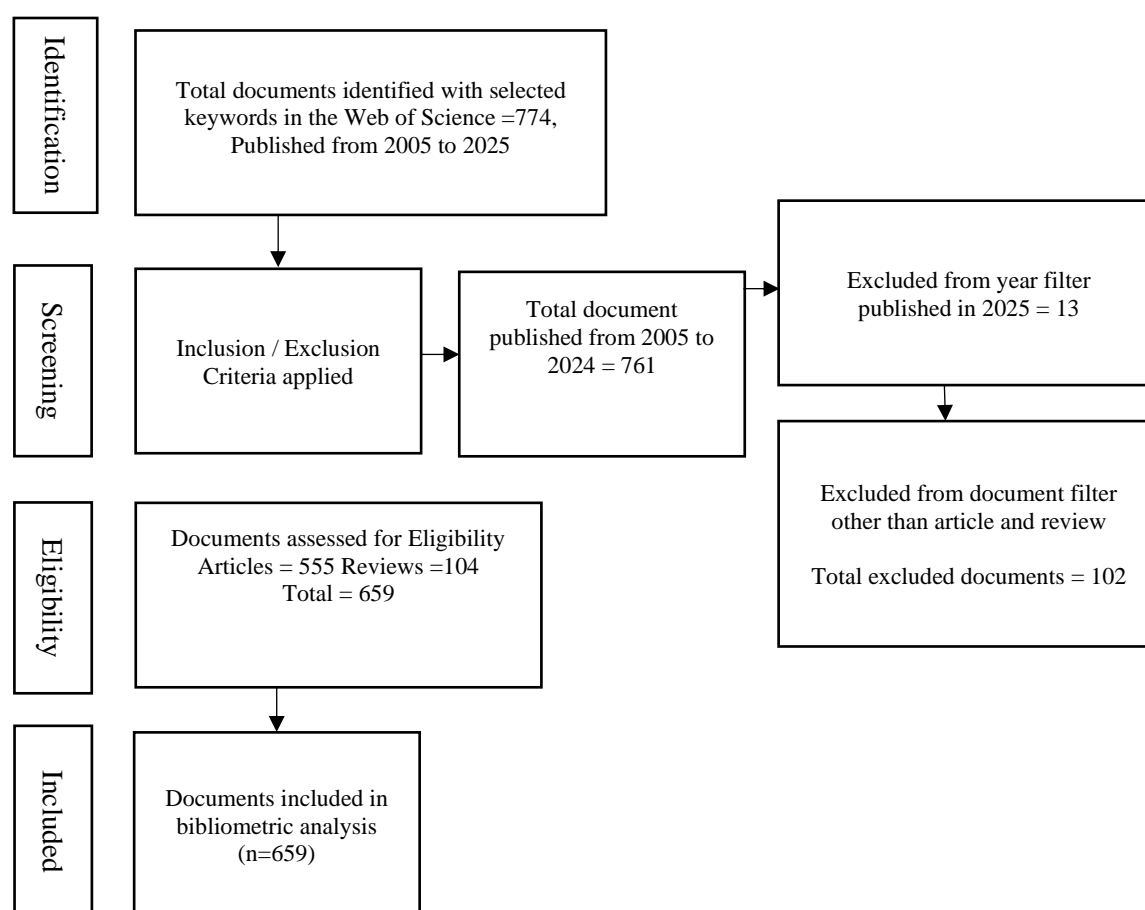 Identification
Total documents identified with selected
keywords in the Web of Science =774,
Published from 2005 to 2025
Screening
Inclusion / Exclusion
Criteria applied
Total document
published from 2005 to
2024 = 761
Excluded from year filter
published in 2025 = 13
Excluded from document filter
other than article and review
Total excluded documents = 102
Eligibility
Documents assessed for Eligibility
Articles = 555 Reviews =104
Total = 659
Included
Documents included in
bibliometric analysis
(n=659)